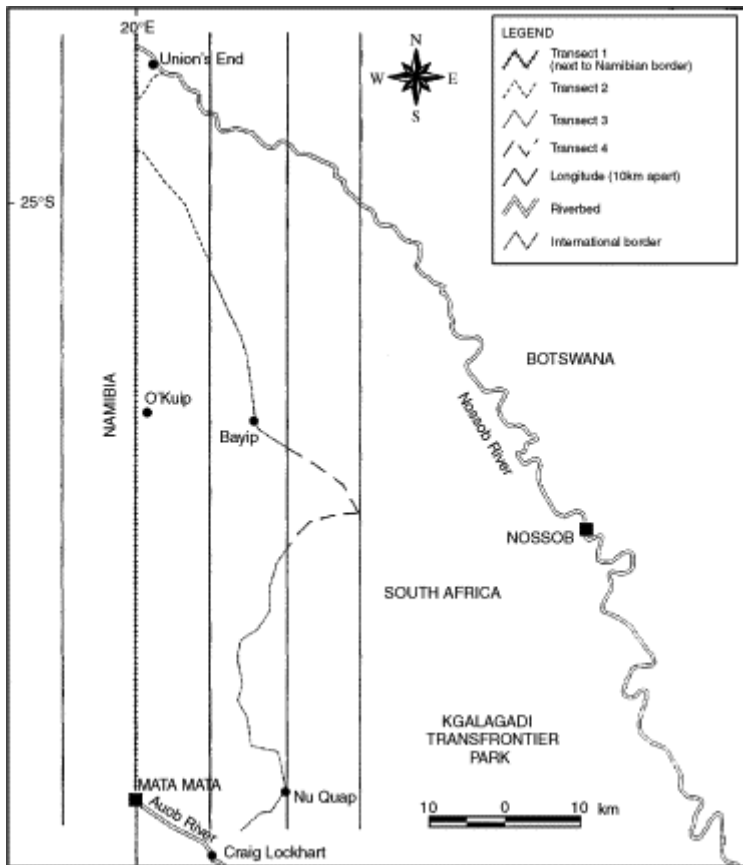 20°E
Union's End
N
W
E
S
LEGEND
Transect 1
(next to Namibian border)
Transect 2
Transect 3
Transect 4
Longitude (10km apart)
Riverbed
International border
25°S
BOTSWANA
NAMIBIA
O'Kuip
Bayip
Nossob River
NOSSOB
SOUTH AFRICA
KGALAGADI
TRANSFRONTIER
PARK
MATA MATA
Auob River
Nu Quap
Craig Lockhart
10 0 10 km